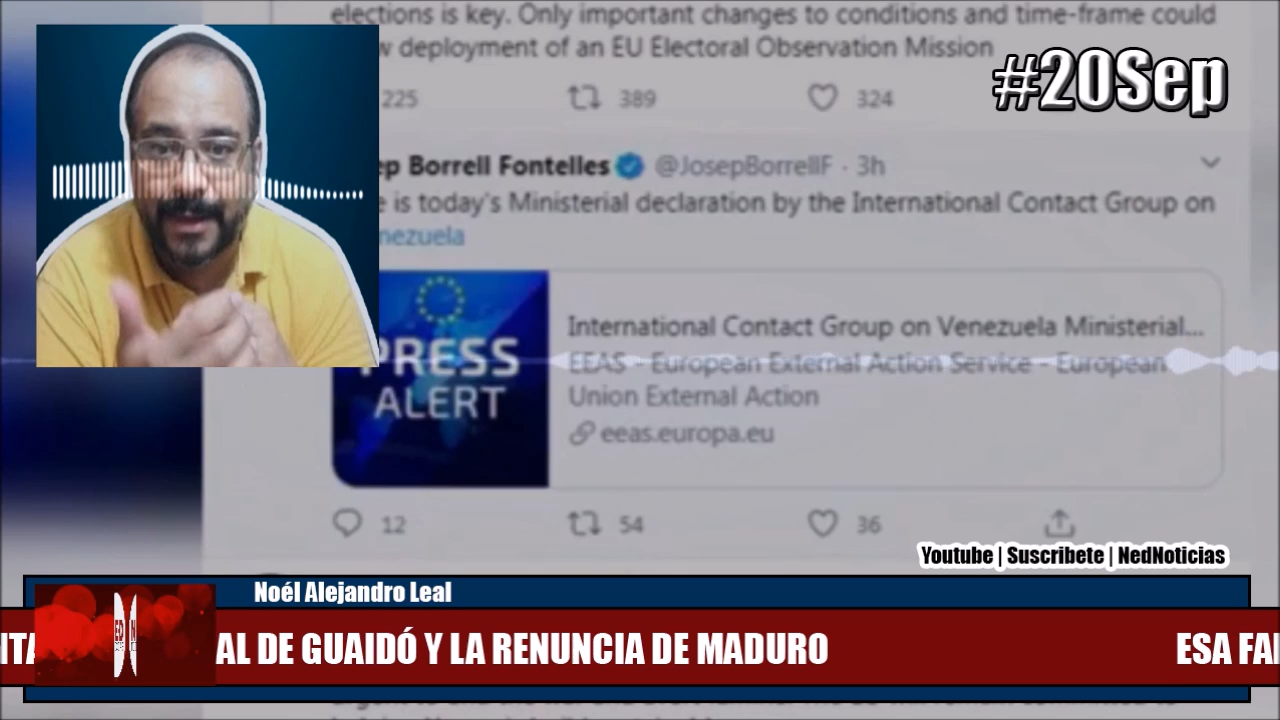 elections is key. Only important changes to conditions and time-frame could
deployment of an EU Electoral Observation Mission
#20Sep
225 389 324
Borrell Fontelles @JosepBorrellF · 3h
is today's Ministerial declaration by the International Contact Group on
nezuela
PRESS
ALERT
International Contact Group on Venezuela Ministerial...
EEAS - European External Action Service - European
Union External Action
eeas.europa.eu
12 54 36
Youtube | Suscribete | NedNoticias
Noél Alejandro Leal
AL DE GUAIDÓ Y LA RENUNCIA DE MADURO
ESA